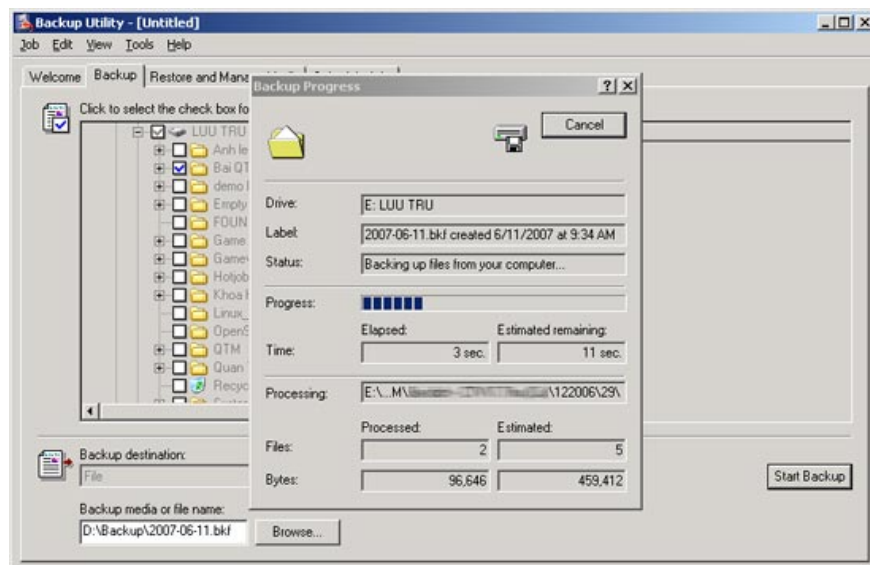 Backup Utility - [Untitled]
Job Edit View Tools Help
Welcome Backup Restore and Mana
Click to select the check box fo
LUU TRU
Anh le
Bai QT
demo
Empty
FOUN
Game
Game
Hotjob
Khoa
Linux_
OpenS
QTM
Quan
Recyc
Backup destination:
File
Backup media or file name:
D:\Backup\2007-06-11.bkf
Browse...
Start Backup
Backup Progress
Cancel
Drive: E: LUU TRU
Label: 2007-06-11.bkf created 6/11/2007 at 9:34 AM
Status: Backing up files from your computer...
Progress:
Elapsed: Estimated remaining:
Time: 3 sec. 11 sec.
Processing: E:\...M\ \122006\29\
Processed: Estimated:
Files: 2 5
Bytes: 96,646 459,412